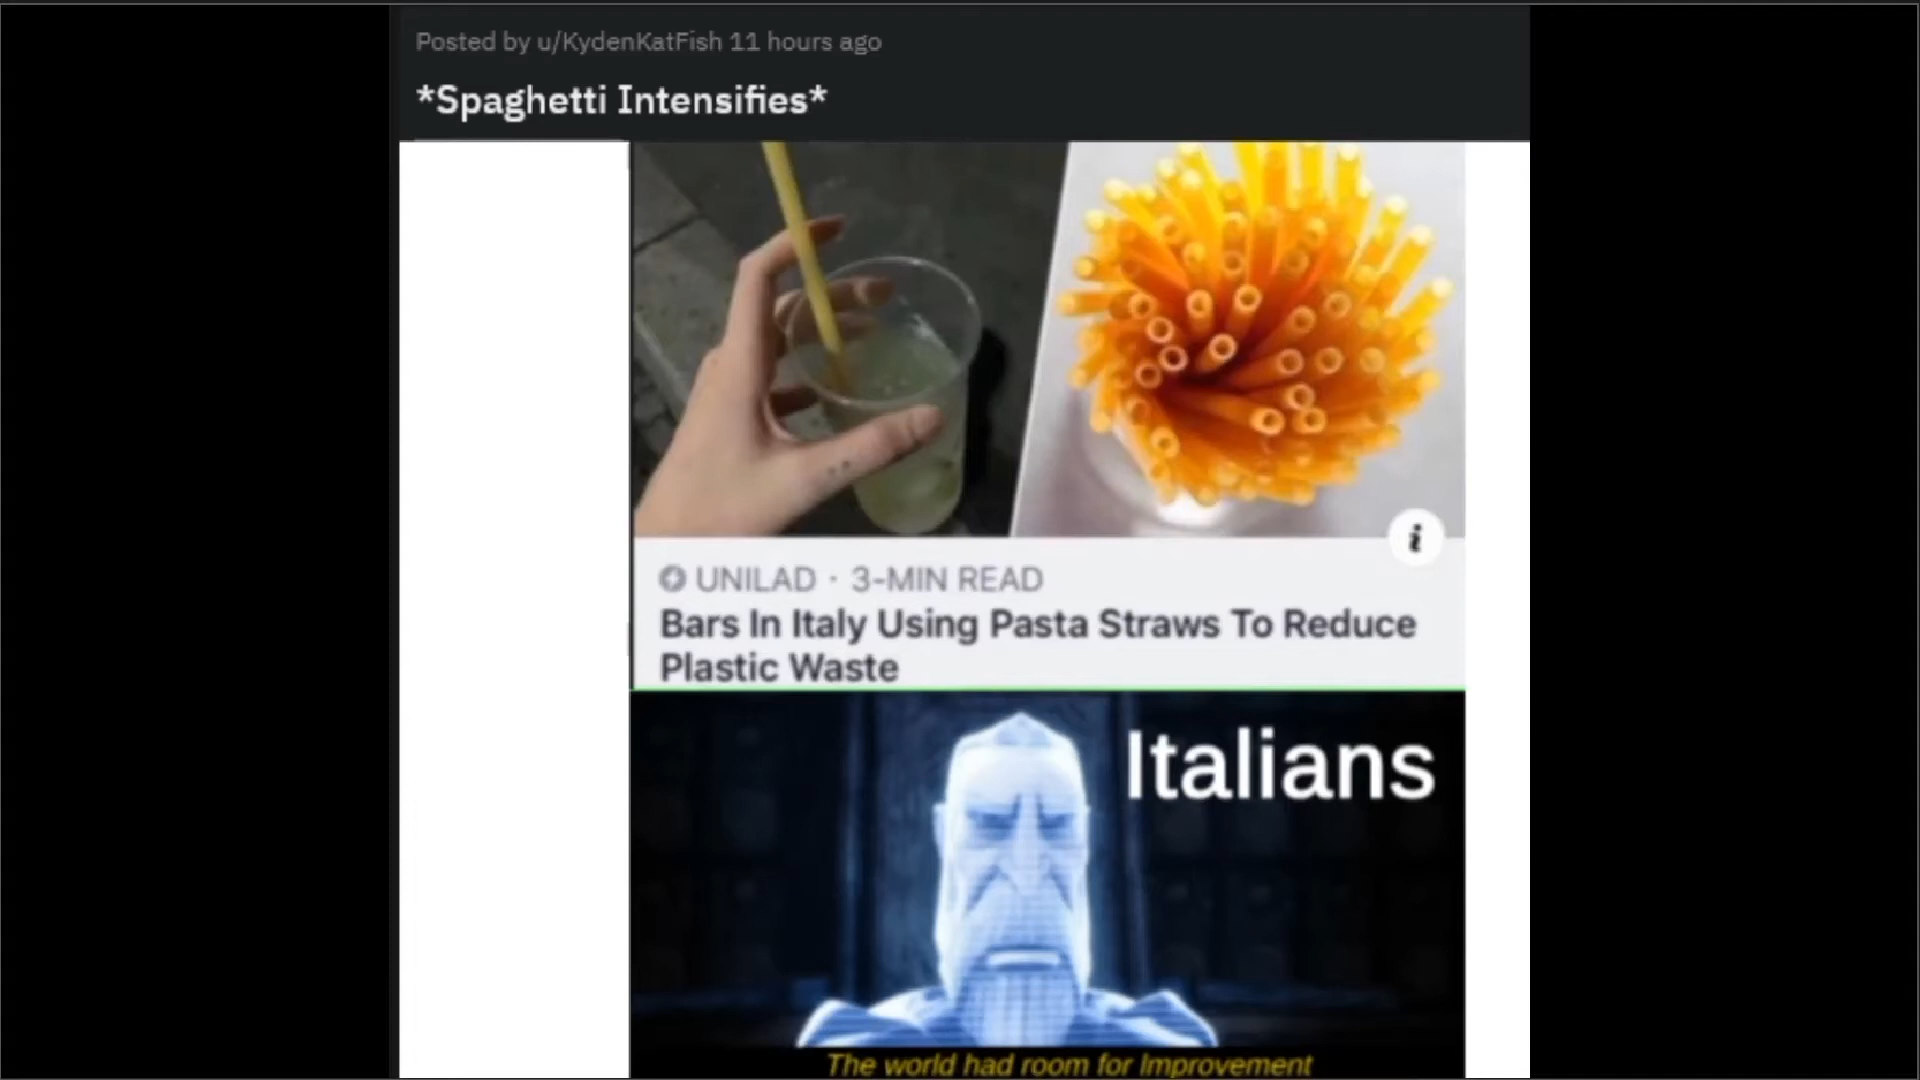 Posted by u/KydenKatFish 11 hours ago
*Spaghetti Intensifies*
i
UNILAD · 3-MIN READ
Bars In Italy Using Pasta Straws To Reduce
Plastic Waste
Italians
The world had room for Improvement